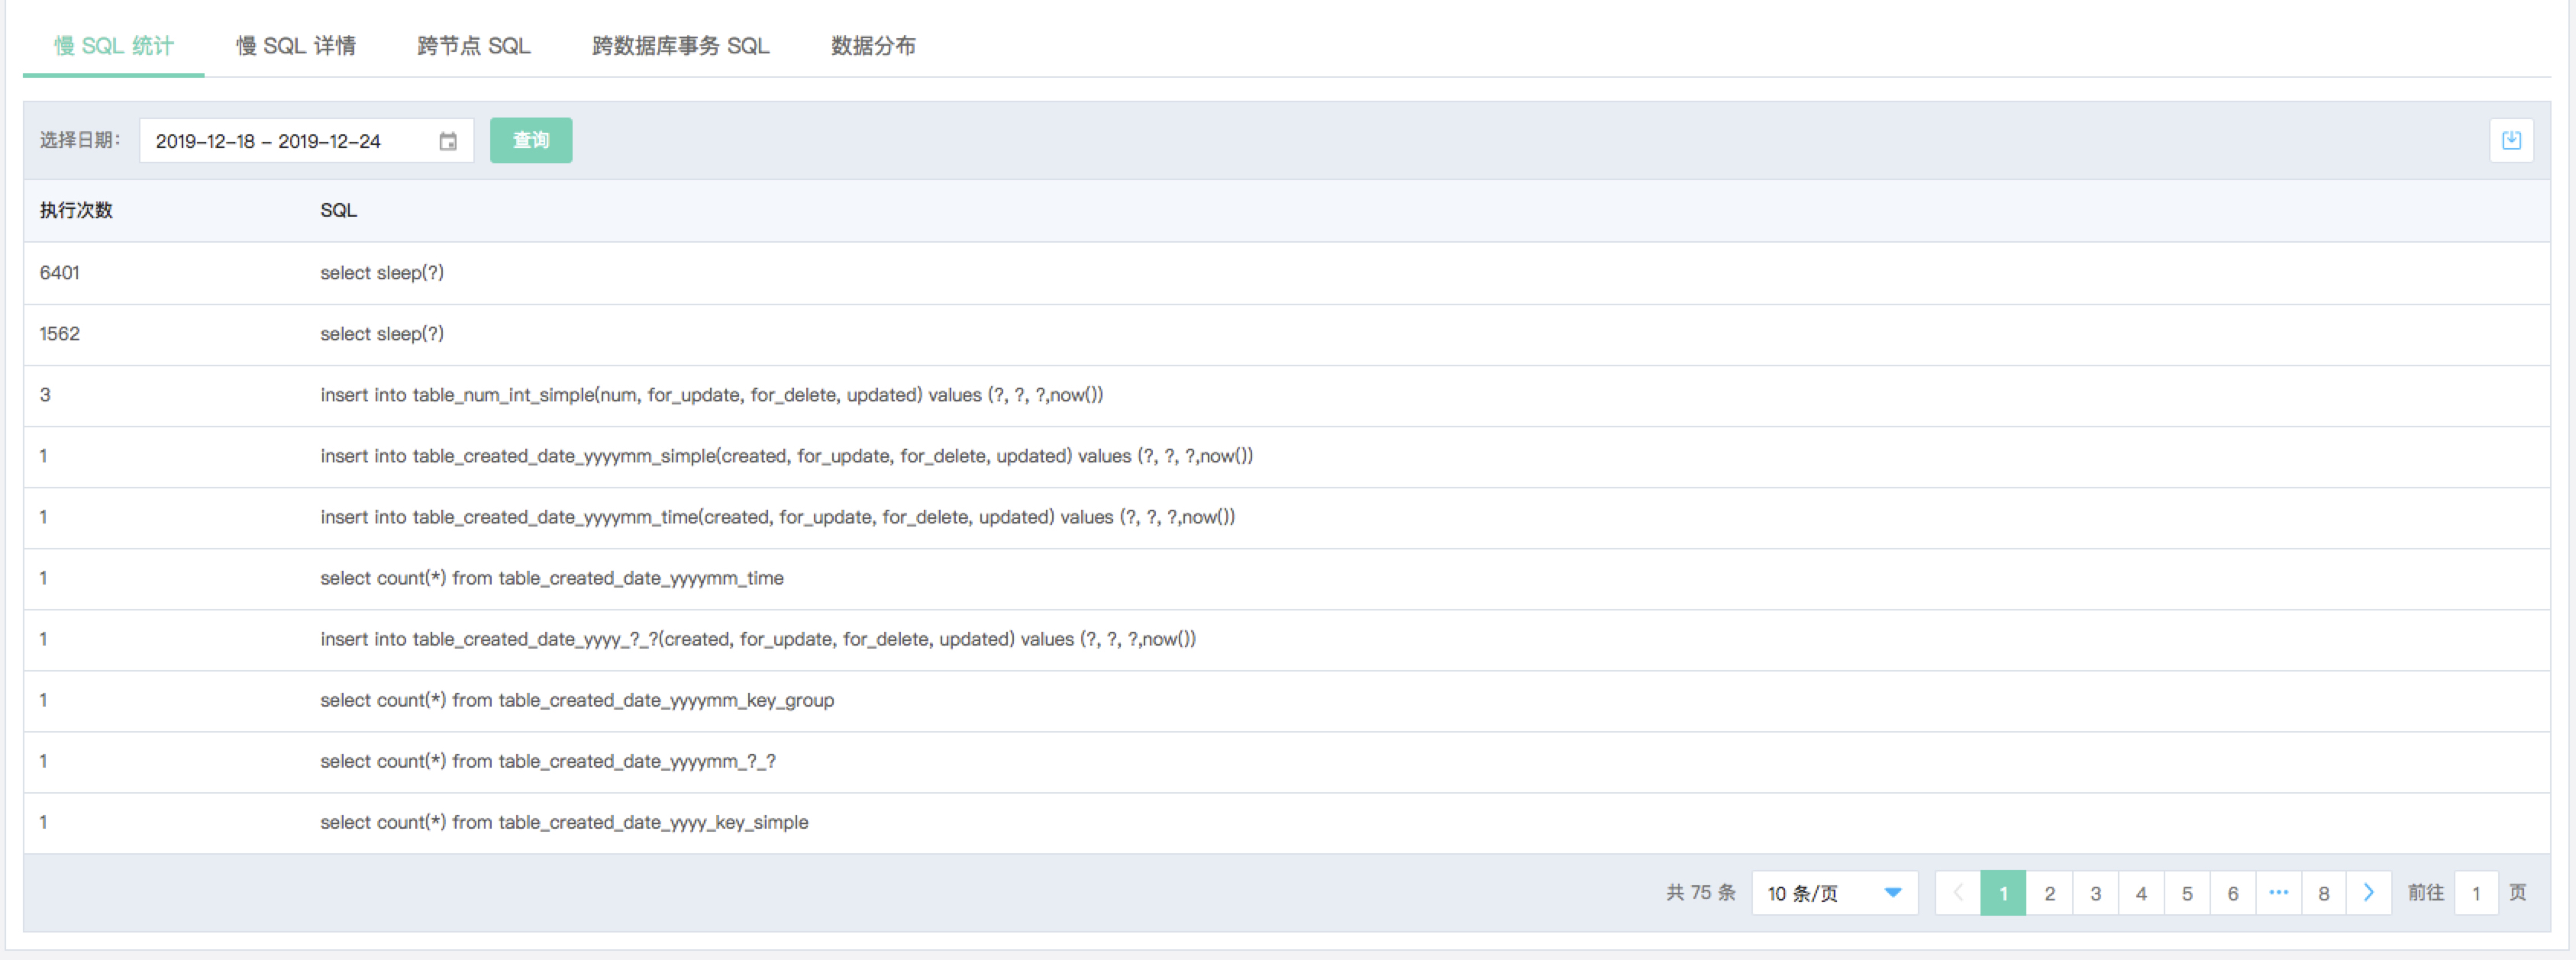 慢 SQL 统计 慢 SQL 详情 跨节点 SQL 跨数据库事务 SQL 数据分布
选择日期： 2019-12-18 - 2019-12-24 查询
执行次数 SQL
6401 select sleep(?)
1562 select sleep(?)
3 insert into table_num_int_simple(num, for_update, for_delete, updated) values (?, ?, ?,now())
1 insert into table_created_date_yyyymm_simple(created, for_update, for_delete, updated) values (?, ?, ?,now())
1 insert into table_created_date_yyyymm_time(created, for_update, for_delete, updated) values (?, ?, ?,now())
1 select count(*) from table_created_date_yyyymm_time
1 insert into table_created_date_yyyy_?_?(created, for_update, for_delete, updated) values (?, ?, ?,now())
1 select count(*) from table_created_date_yyyymm_key_group
1 select count(*) from table_created_date_yyyymm_?_?
1 select count(*) from table_created_date_yyyy_key_simple
共 75 条 10 条/页 1 2 3 4 5 6 ••• 8 前往 1 页